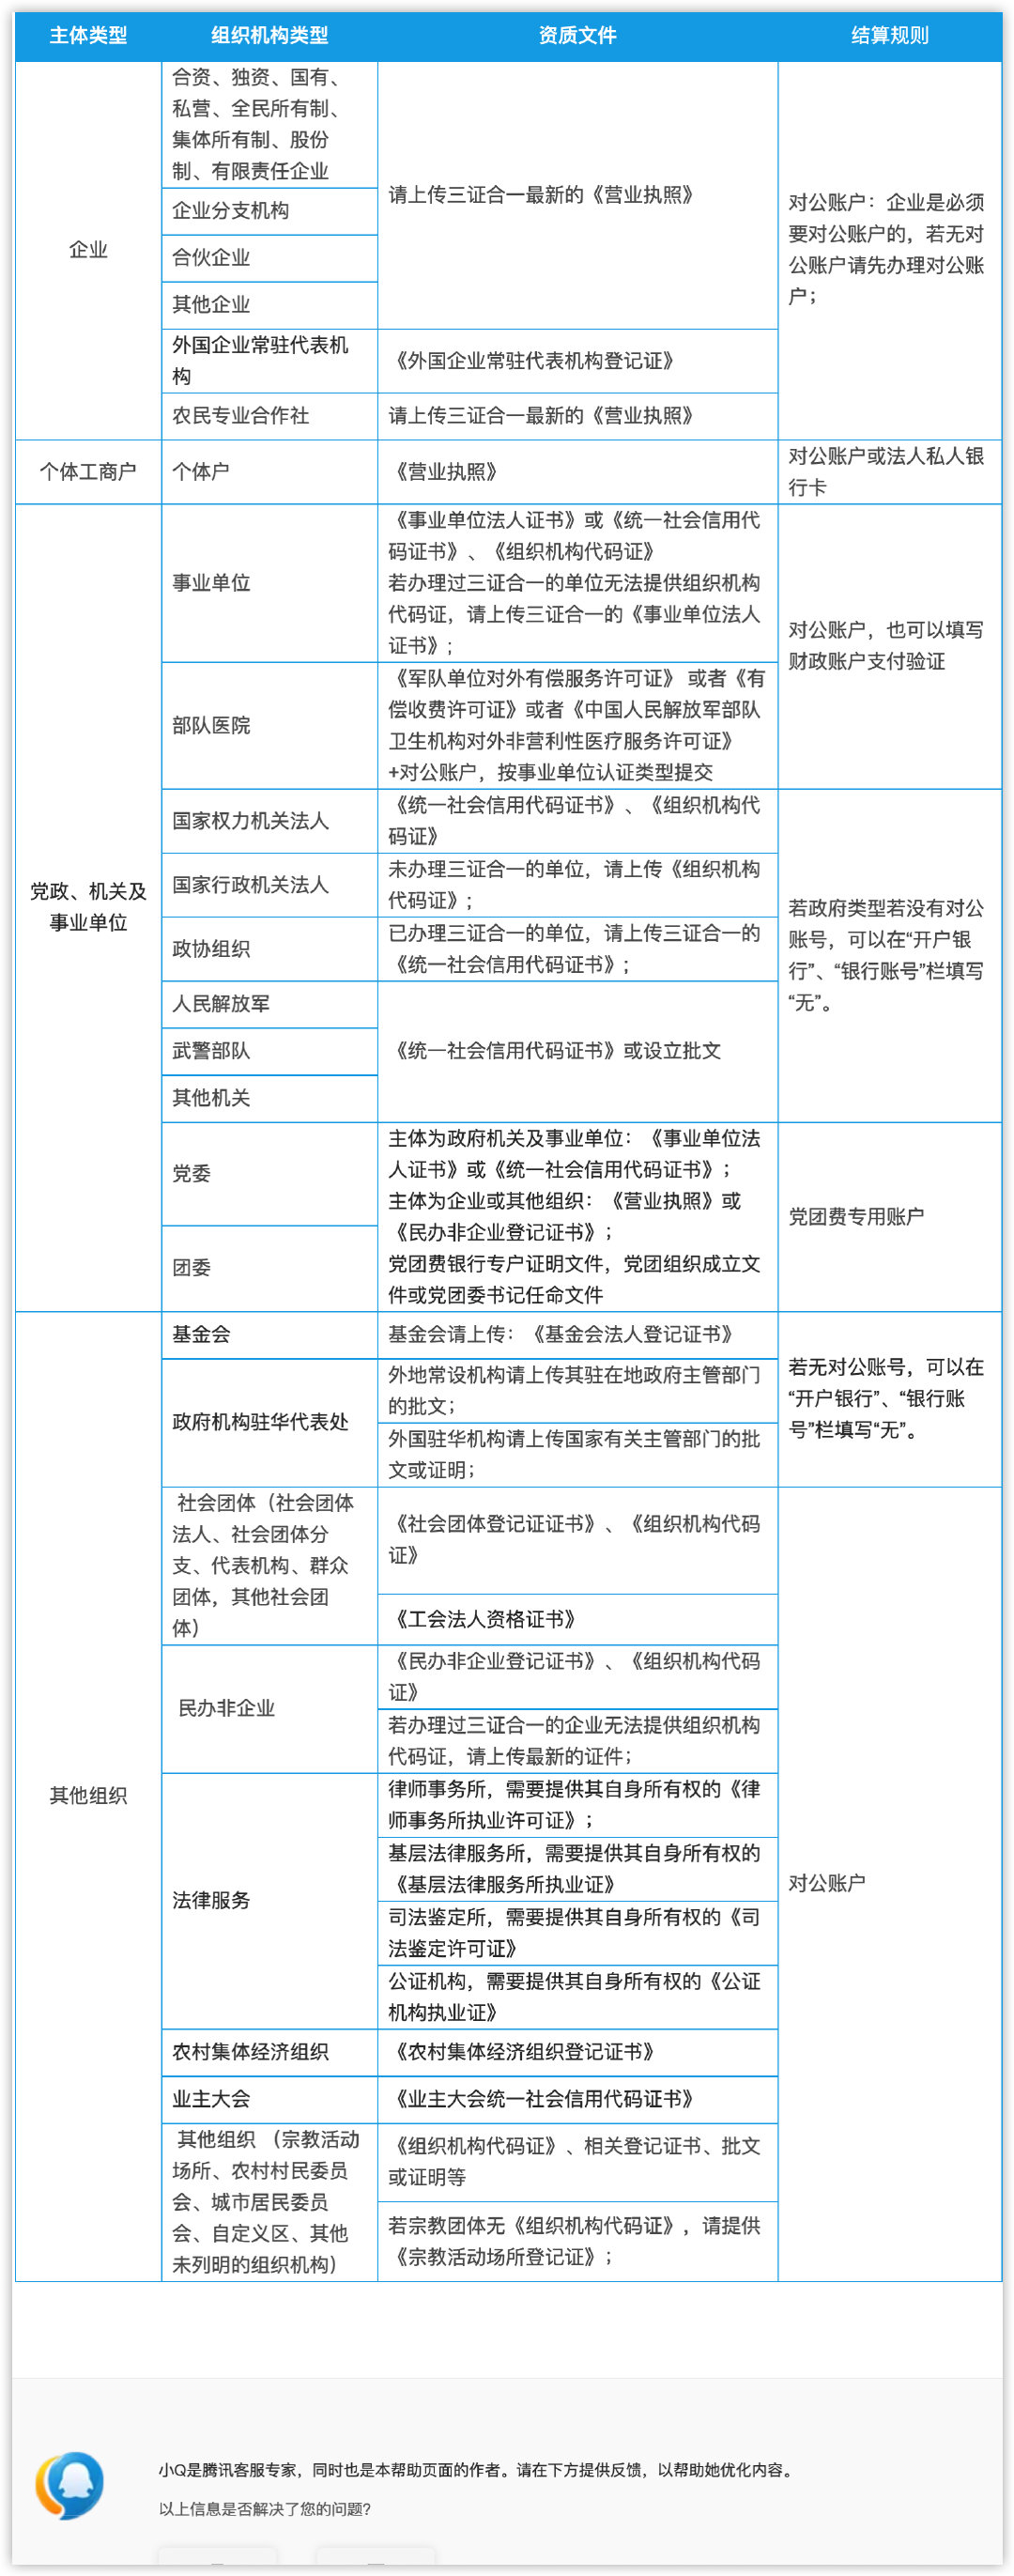 主体类型 组织机构类型 资质文件 结算规则
企业
合资、独资、国有、
私营、全民所有制、
集体所有制、股份
制、有限责任企业
企业分支机构
合伙企业
其他企业
请上传三证合一最新的《营业执照》
外国企业常驻代表机
构
《外国企业常驻代表机构登记证》
农民专业合作社
请上传三证合一最新的《营业执照》
对公账户：企业是必须
要对公账户的，若无对
公账户请先办理对公账
户；
个体工商户
个体户
《营业执照》
对公账户或法人私人银
行卡
党政、机关及
事业单位
事业单位
《事业单位法人证书》或《统一社会信用代
码证书》、《组织机构代码证》
若办理过三证合一的单位无法提供组织机构
代码证，请上传三证合一的《事业单位法人
证书》；
部队医院
《军队单位对外有偿服务许可证》 或者《有
偿收费许可证》或者《中国人民解放军部队
卫生机构对外非营利性医疗服务许可证》
+对公账户，按事业单位认证类型提交
对公账户，也可以填写
财政账户支付验证
国家权力机关法人
《统一社会信用代码证书》、《组织机构代
码证》
国家行政机关法人
未办理三证合一的单位，请上传《组织机构
代码证》；
政协组织
已办理三证合一的单位，请上传三证合一的
《统一社会信用代码证书》；
人民解放军
武警部队
其他机关
《统一社会信用代码证书》或设立批文
若政府类型若没有对公
账号，可以在“开户银
行”、“银行账号”栏填写
“无”。
党委
团委
主体为政府机关及事业单位：《事业单位法
人证书》或《统一社会信用代码证书》；
主体为企业或其他组织：《营业执照》或
《民办非企业登记证书》；
党团费银行专户证明文件，党团组织成立文
件或党团委书记任命文件
党团费专用账户
其他组织
基金会
基金会请上传：《基金会法人登记证书》
政府机构驻华代表处
外地常设机构请上传其驻在地政府主管部门
的批文；
外国驻华机构请上传国家有关主管部门的批
文或证明；
若无对公账号，可以在
“开户银行”、“银行账
号”栏填写“无”。
社会团体（社会团体
法人、社会团体分
支、代表机构、群众
团体，其他社会团
体）
《社会团体登记证证书》、《组织机构代码
证》
《工会法人资格证书》
民办非企业
《民办非企业登记证书》、《组织机构代码
证》
若办理过三证合一的企业无法提供组织机构
代码证，请上传最新的证件；
法律服务
律师事务所，需要提供其自身所有权的《律
师事务所执业许可证》；
基层法律服务所，需要提供其自身所有权的
《基层法律服务所执业证》
司法鉴定所，需要提供其自身所有权的《司
法鉴定许可证》
公证机构，需要提供其自身所有权的《公证
机构执业证》
农村集体经济组织
《农村集体经济组织登记证书》
业主大会
《业主大会统一社会信用代码证书》
其他组织 （宗教活动
场所、农村村民委员
会、城市居民委员
会、自定义区、其他
未列明的组织机构）
《组织机构代码证》、相关登记证书、批文
或证明等
若宗教团体无《组织机构代码证》，请提供
《宗教活动场所登记证》；
对公账户
小Q是腾讯客服专家，同时也是本帮助页面的作者。请在下方提供反馈，以帮助她优化内容。
以上信息是否解决了您的问题?